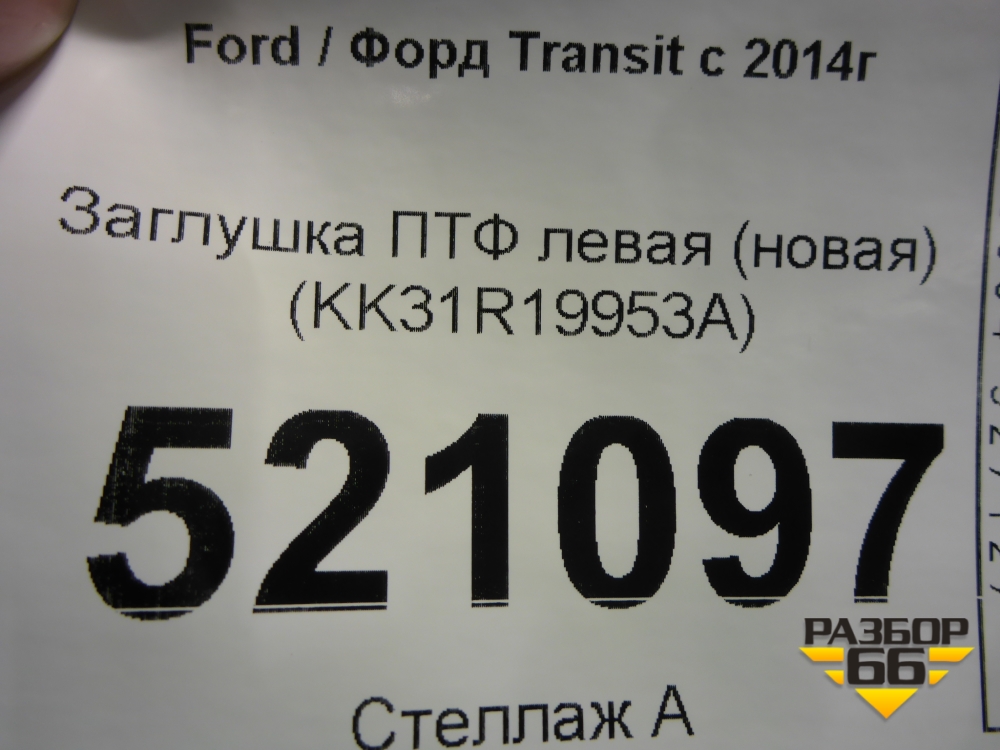 Ford / Форд Transit с 2014г
Заглушка ПТФ левая (новая)
(KK31R19953A)
521097
РАЗБОР
66
Стеллаж А